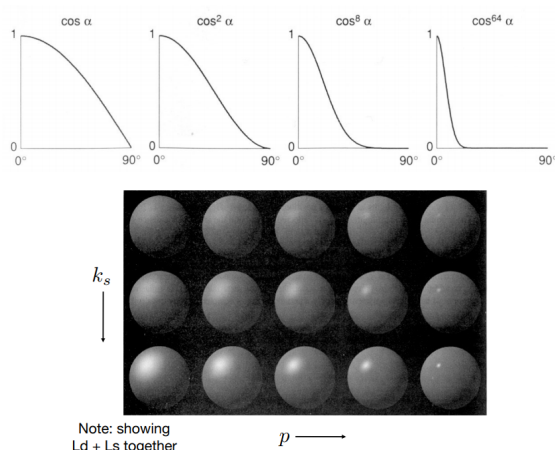 cos α cos² α cos⁸ α cos⁶⁴ α
1 1 1 1
0 0 0 0
0° 90° 0° 90° 0° 90° 0° 90°
kₛ
Note: showing
Ld + Ls together
p